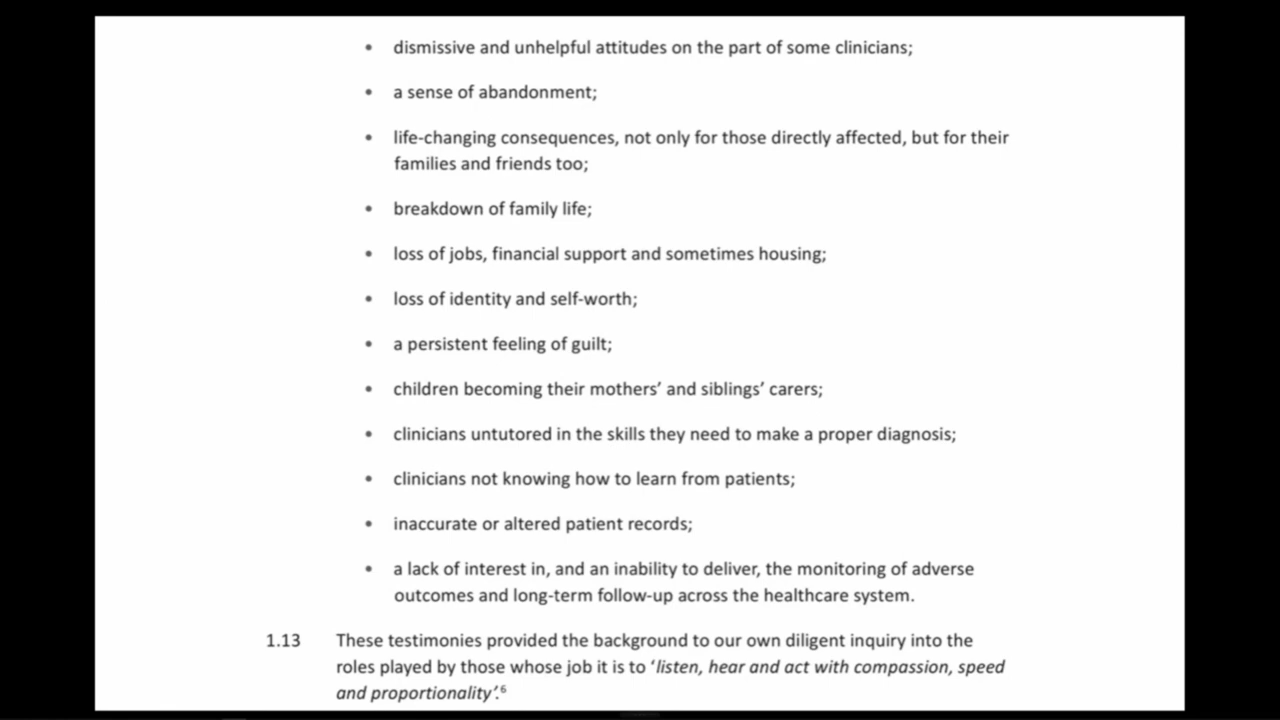 • dismissive and unhelpful attitudes on the part of some clinicians;
• a sense of abandonment;
• life-changing consequences, not only for those directly affected, but for their
families and friends too;
• breakdown of family life;
• loss of jobs, financial support and sometimes housing;
• loss of identity and self-worth;
• a persistent feeling of guilt;
• children becoming their mothers’ and siblings’ carers;
• clinicians untutored in the skills they need to make a proper diagnosis;
• clinicians not knowing how to learn from patients;
• inaccurate or altered patient records;
• a lack of interest in, and an inability to deliver, the monitoring of adverse
outcomes and long-term follow-up across the healthcare system.
1.13 These testimonies provided the background to our own diligent inquiry into the
roles played by those whose job it is to ‘listen, hear and act with compassion, speed
and proportionality’.⁶